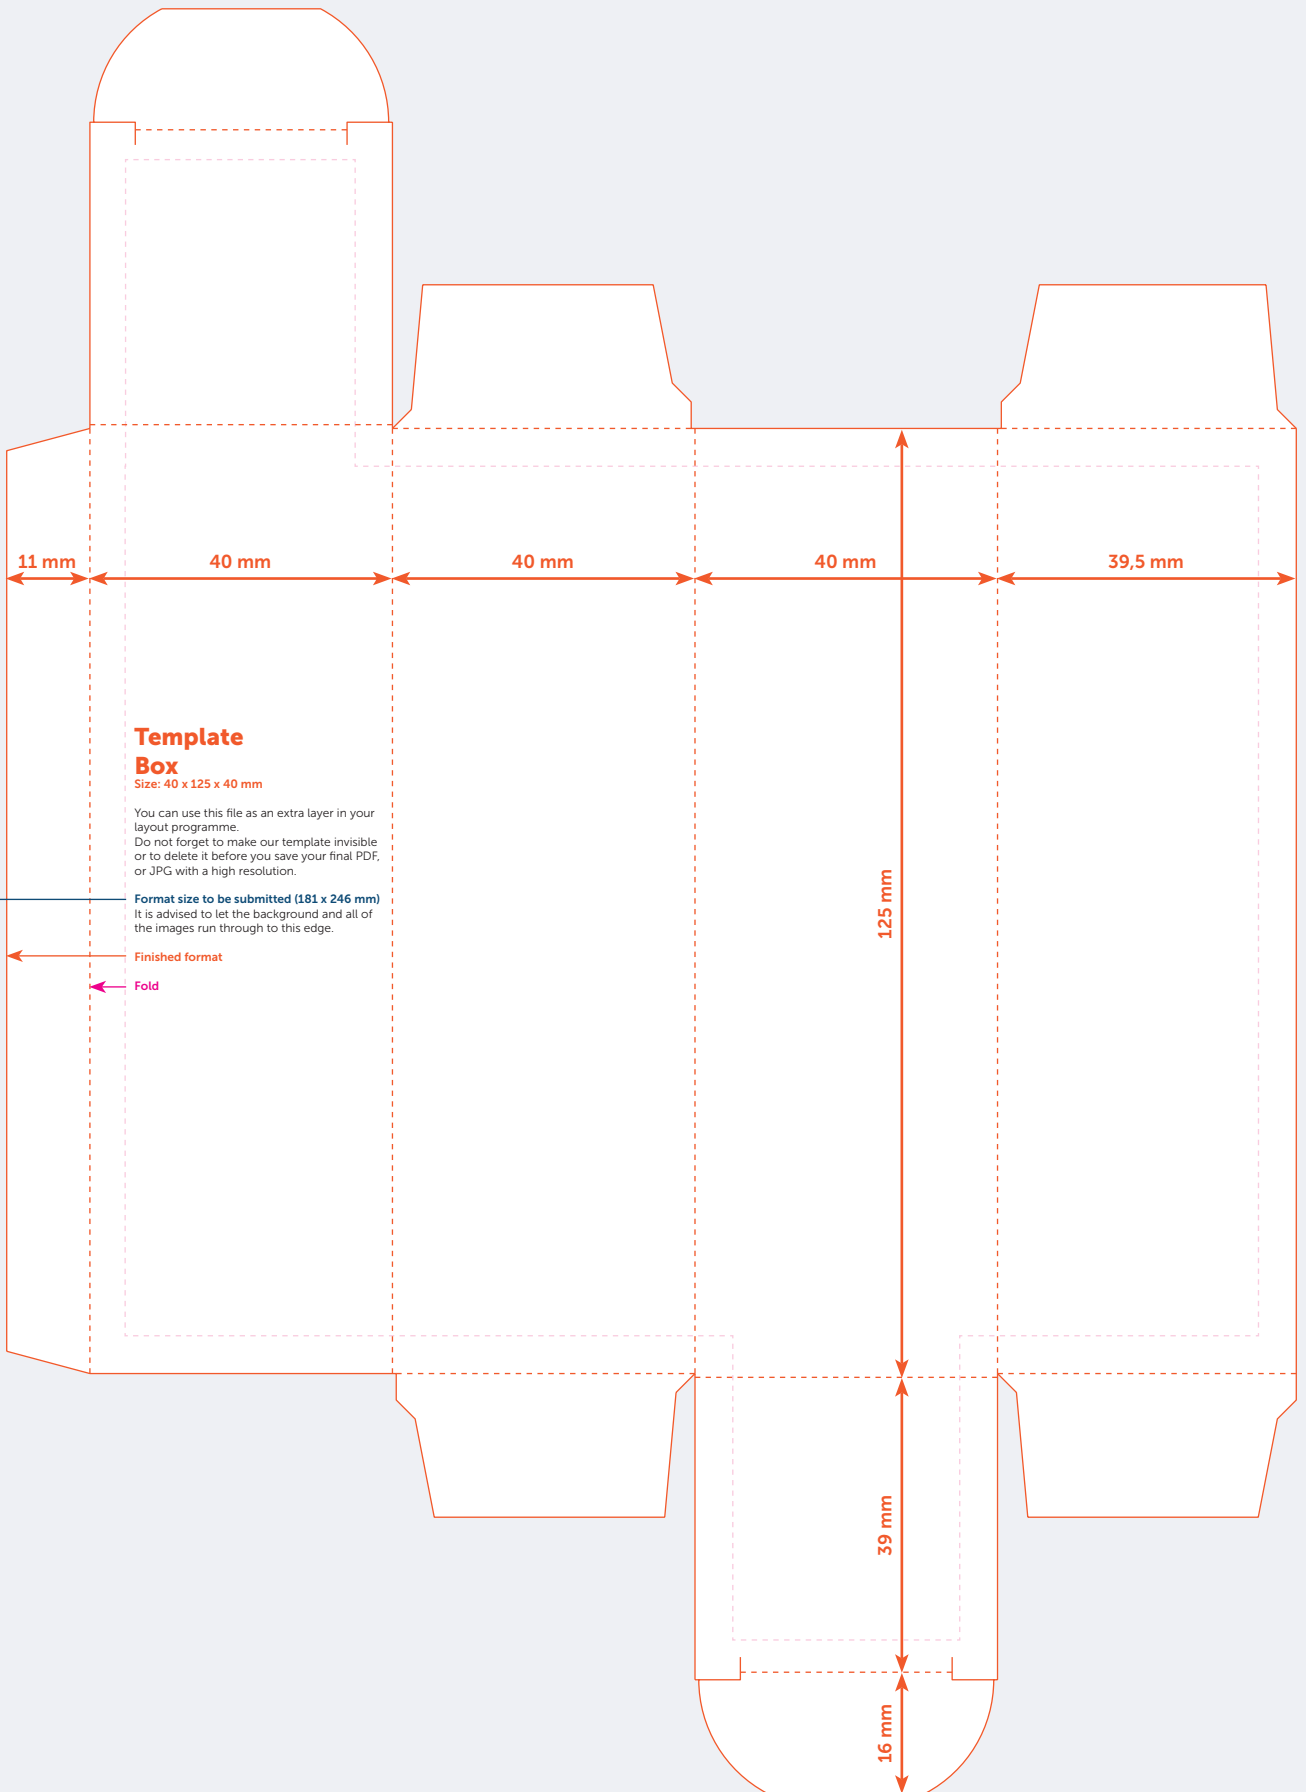 11 mm
40 mm
40 mm
40 mm
39,5 mm
Template
Box
Size: 40 x 125 x 40 mm
You can use this file as an extra layer in your
layout programme.
Do not forget to make our template invisible
or to delete it before you save your final PDF,
or JPG with a high resolution.
Format size to be submitted (181 x 246 mm)
It is advised to let the background and all of
the images run through to this edge.
Finished format
Fold
125 mm
39 mm
16 mm